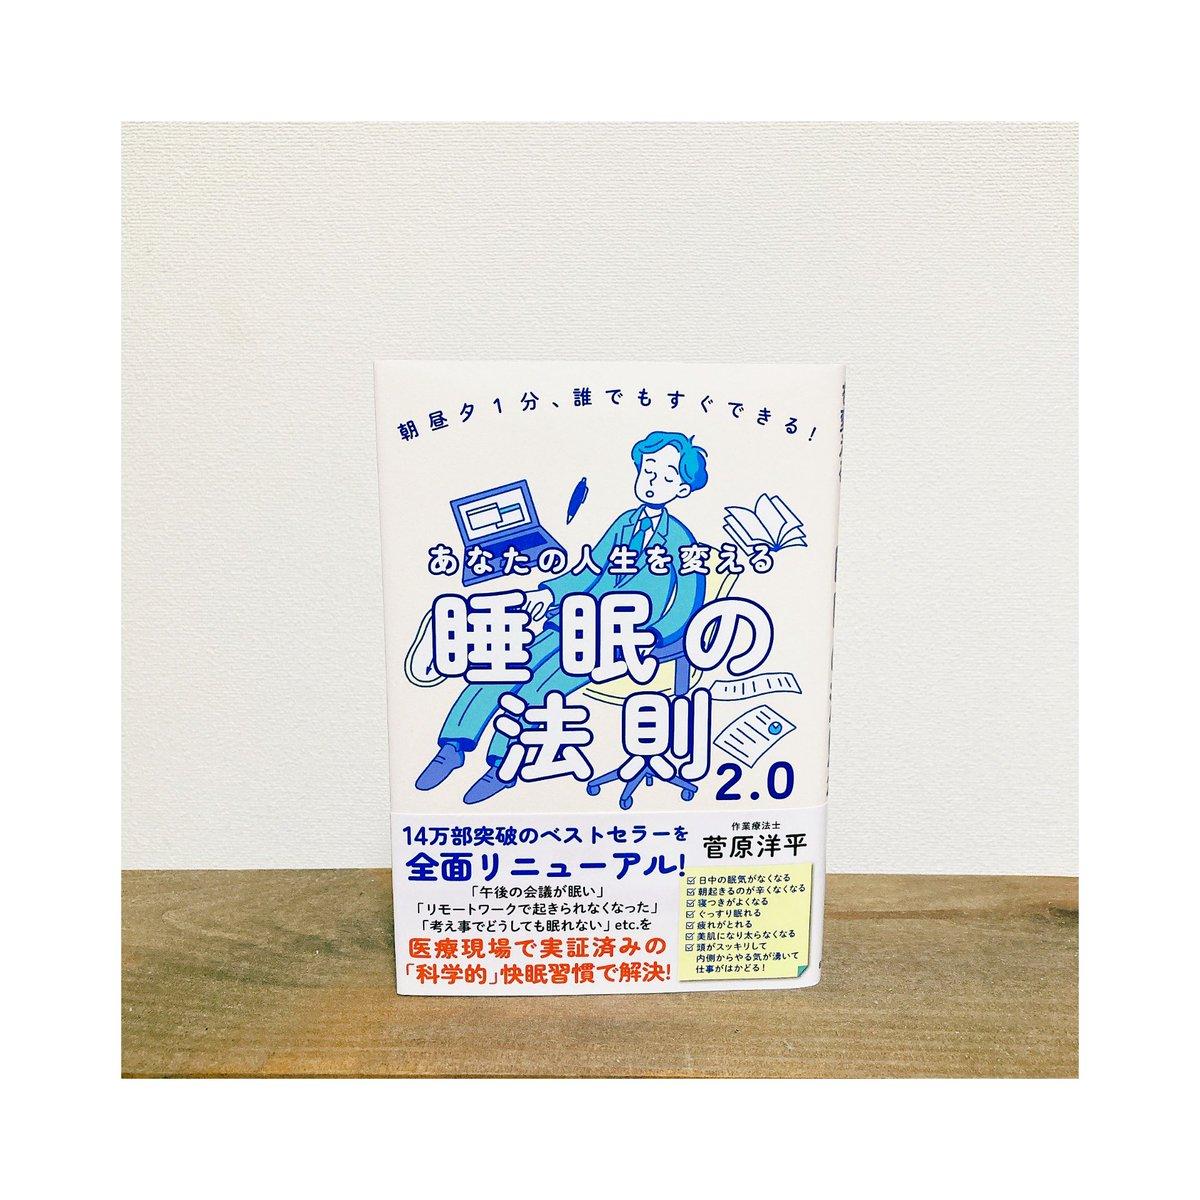 朝昼夕1分、誰でもすぐできる!
あなたの人生を変える
睡眠の
法則
2.0
14万部突破のベストセラーを
全面リニューアル!
「午後の会議が眠い」
「リモートワークで起きられなくなった」
「考え事でどうしても眠れない」etc.を
医療現場で実証済みの
「科学的」快眠習慣で解決!
作業療法士
菅原洋平
☑日中の眠気がなくなる
☑朝起きるのが辛くなくなる
☑寝つきがよくなる
☑ぐっすり眠れる
☑疲れがとれる
☑美肌になり太らなくなる
☑頭がスッキリして
内側からやる気が湧いて
仕事がはかどる!